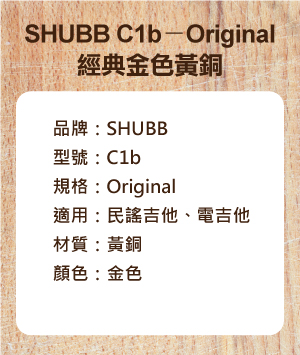 SHUBB C1b－Original
經典金色黃銅
品牌：SHUBB
型號：C1b
規格：Original
適用：民謠吉他、電吉他
材質：黃銅
顏色：金色